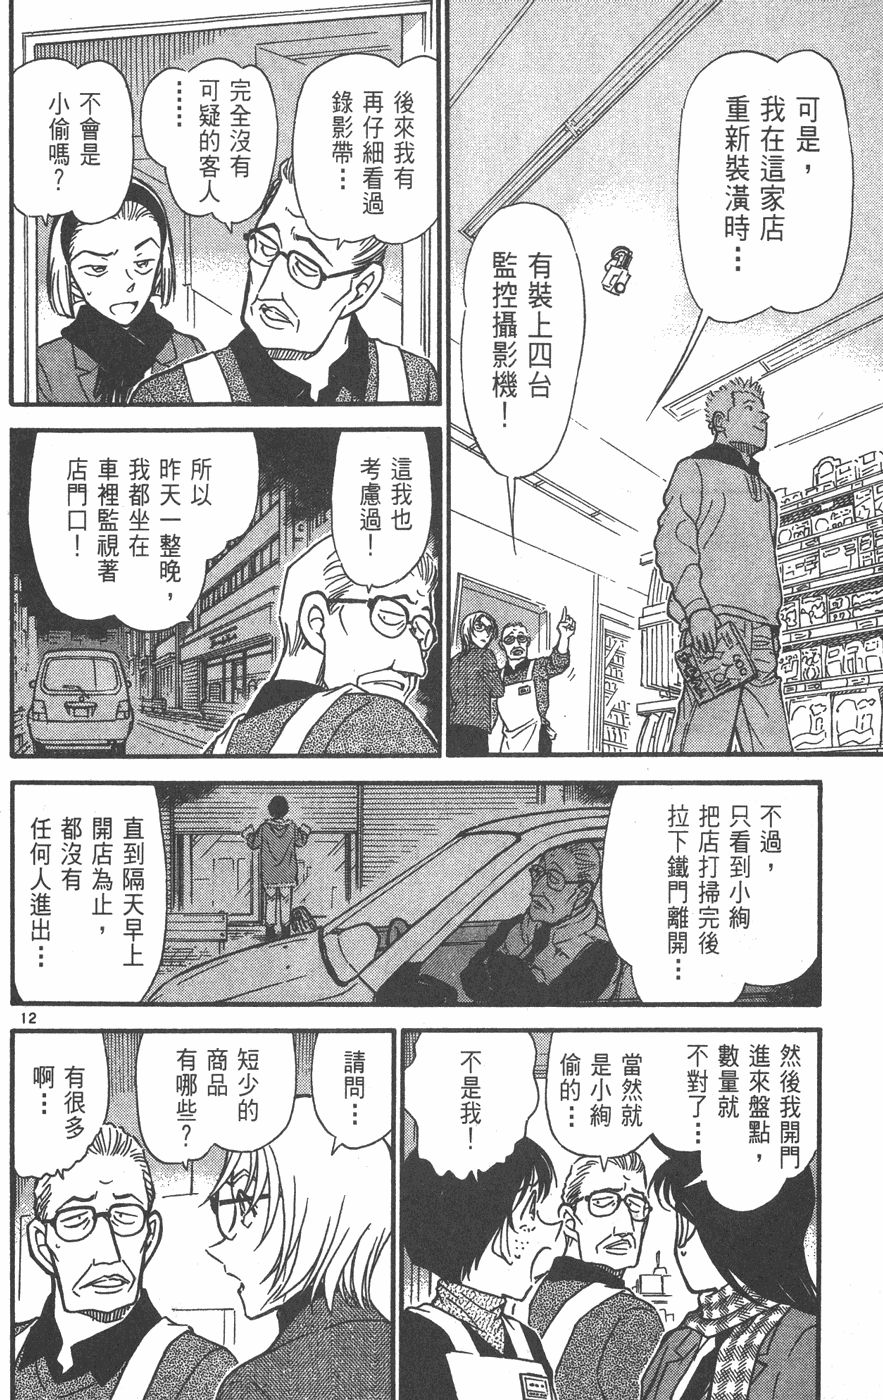 可是，
我在這家店
重新裝潢時…
有裝上四台
監控攝影機！
後來我有
再仔細看過
錄影帶…
完全沒有
可疑的客人
……
不會是
小偷嗎？
這我也
考慮過！
所以
昨天一整晚，
我都坐在
車裡監視著
店門口！
不過，
只看到小絢
把店打掃完後
拉下鐵門離開…
直到隔天早上
開店為止，
都沒有
任何人進出…
12
然後我開門
進來盤點，
數量就
不對了…
當然就
是小絢
偷的…
不是我！
請問…
短少的
商品
有哪些？
有很多
啊…